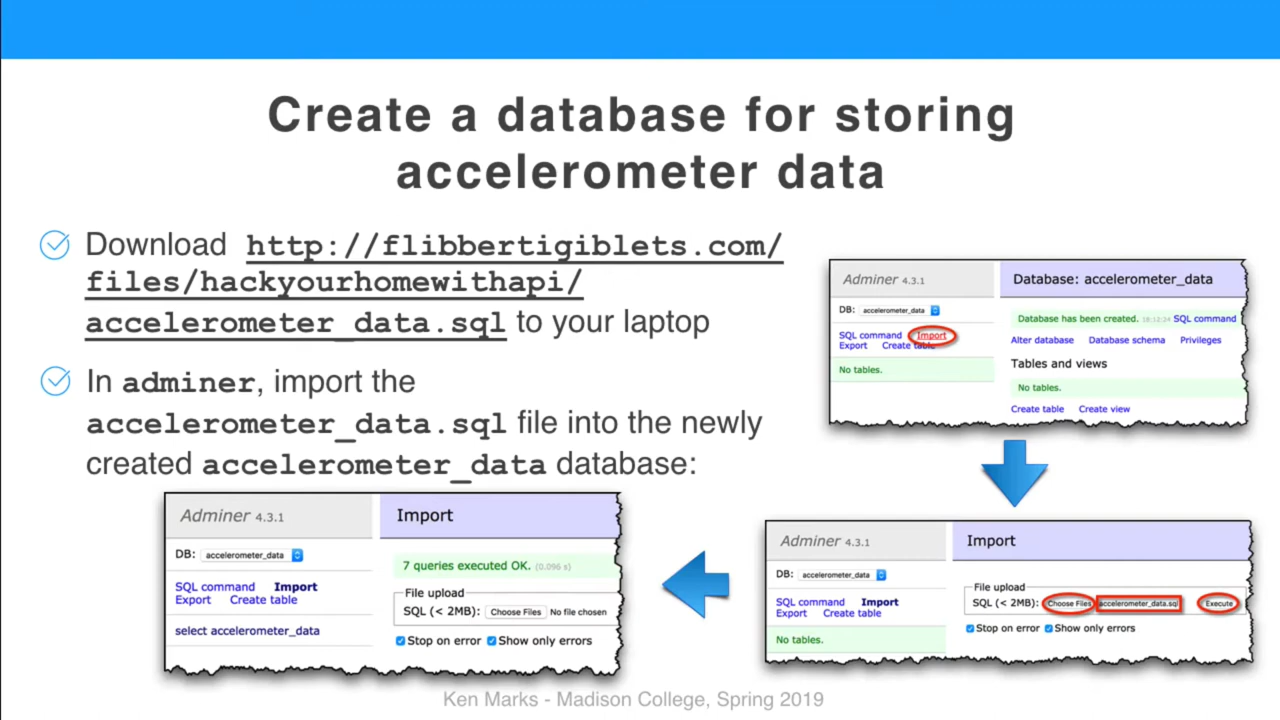 Create a database for storing
accelerometer data
Download http://flibbertigiblets.com/
files/hackyourhomewithapi/
accelerometer_data.sql to your laptop
In adminer, import the
accelerometer_data.sql file into the newly
created accelerometer_data database:
Adminer 4.3.1
Database: accelerometer_data
DB: accelerometer_data
Database has been created. 18:12:24 SQL command
SQL command Import
Export Create table
Alter database Database schema Privileges
Tables and views
No tables.
No tables.
Create table Create view
Adminer 4.3.1
Import
DB: accelerometer_data
File upload
SQL (< 2MB): Choose Files accelerometer_data.sql Execute
SQL command Import
Export Create table
Stop on error Show only errors
No tables.
Adminer 4.3.1
Import
DB: accelerometer_data
7 queries executed OK. (0.096 s)
SQL command Import
Export Create table
File upload
SQL (< 2MB): Choose Files No file chosen
select accelerometer_data
Stop on error Show only errors
Ken Marks - Madison College, Spring 2019